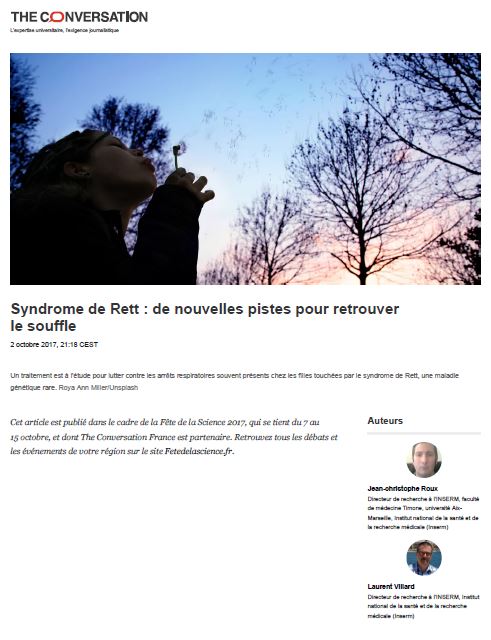 THE CONVERSATION
L'expertise universitaire, l'exigence journalistique
Syndrome de Rett : de nouvelles pistes pour retrouver
le souffle
2 octobre 2017, 21:18 CEST
Un traitement est à l'étude pour lutter contre les arrêts respiratoires souvent présents chez les filles touchées par le syndrome de Rett, une maladie
génétique rare. Roya Ann Miller/Unsplash
Cet article est publié dans le cadre de la Fête de la Science 2017, qui se tient du 7 au
15 octobre, et dont The Conversation France est partenaire. Retrouvez tous les débats et
les événements de votre région sur le site Fetedelascience.fr.
Auteurs
Jean-christophe Roux
Directeur de recherche à l'INSERM, faculté
de médecine Timone, université Aix-
Marseille, Institut national de la santé et de
la recherche médicale (Inserm)
Laurent Villard
Directeur de recherche à l'INSERM, Institut
national de la santé et de la recherche
médicale (Inserm)